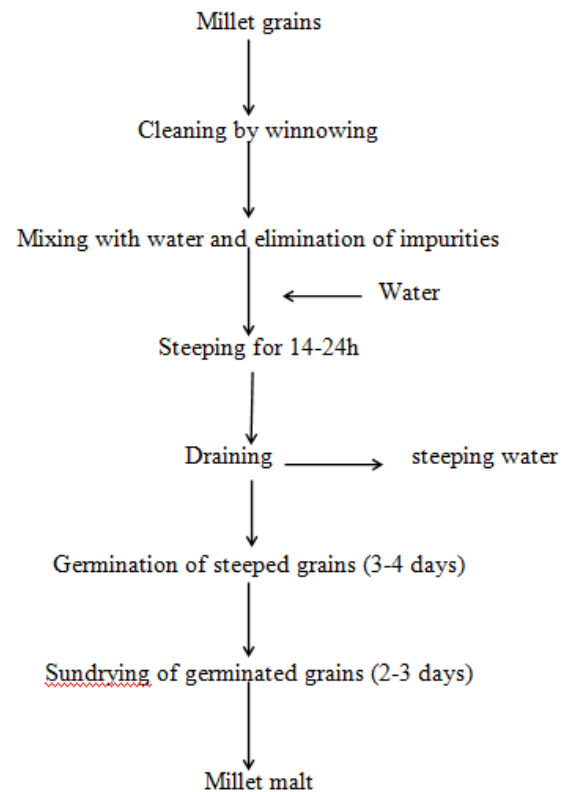 Millet grains
Cleaning by winnowing
Mixing with water and elimination of impurities
Water
Steeping for 14-24h
Draining
steeping water
Germination of steeped grains (3-4 days)
Sundrying of germinated grains (2-3 days)
Millet malt